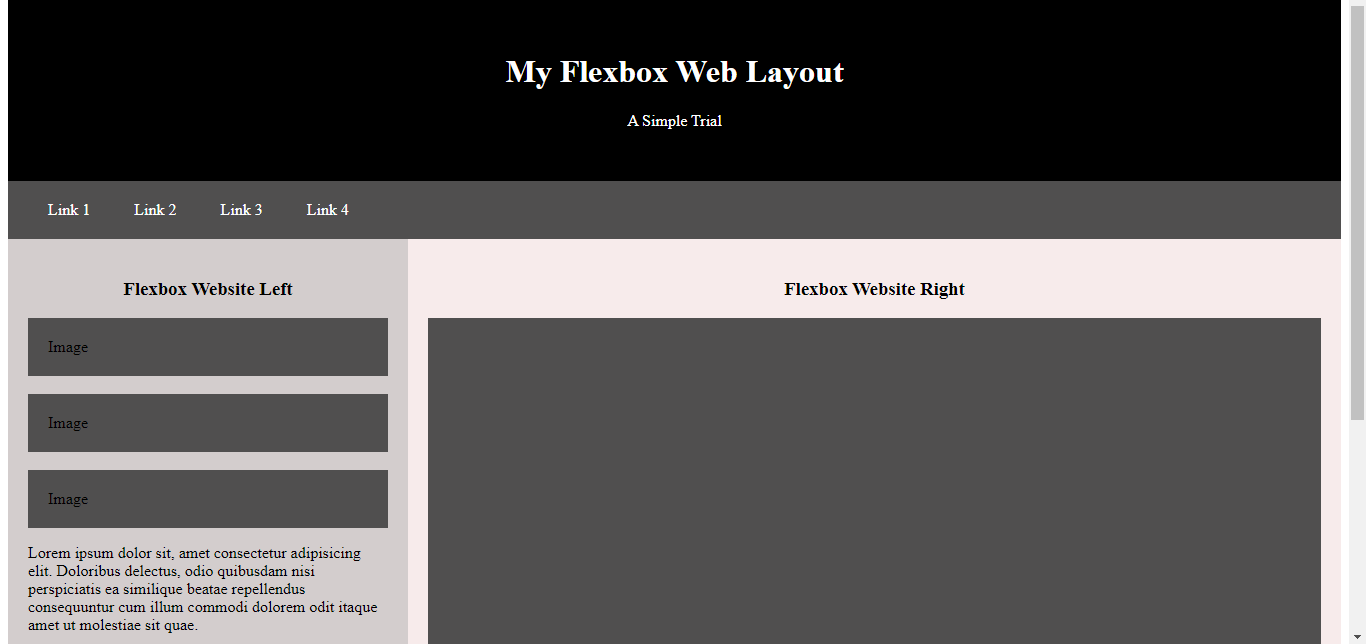 My Flexbox Web Layout
A Simple Trial
Link 1 Link 2 Link 3 Link 4
Flexbox Website Left
Image
Image
Image
Lorem ipsum dolor sit, amet consectetur adipisicing
elit. Doloribus delectus, odio quibusdam nisi
perspiciatis ea similique beatae repellendus
consequuntur cum illum commodi dolorem odit itaque
amet ut molestiae sit quae.
Flexbox Website Right